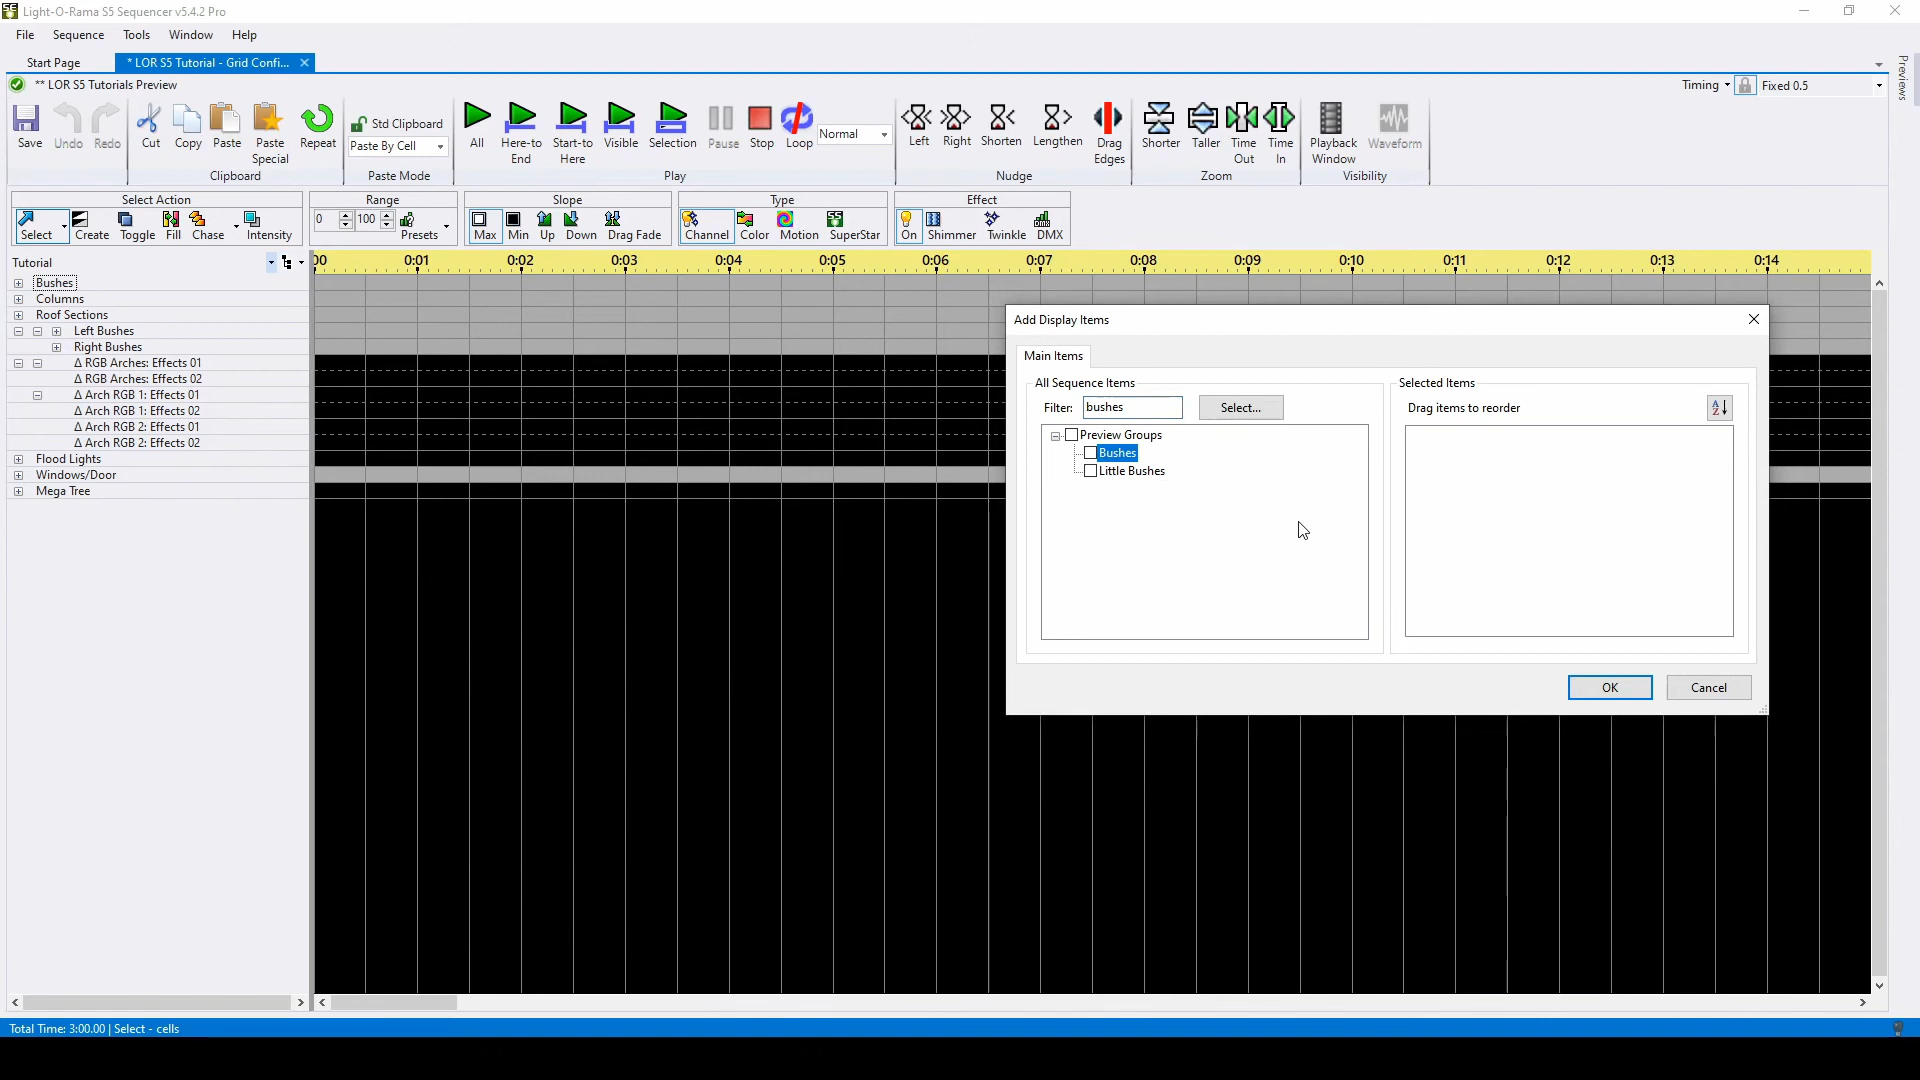 Light-O-Rama S5 Sequencer v5.4.2 Pro
File Sequence Tools Window Help
Start Page * LOR S5 Tutorial - Grid Confi...
** LOR S5 Tutorials Preview Timing Fixed 0.5
Previews
Save Undo Redo Cut Copy Paste Paste Special Repeat
Clipboard
Std Clipboard
Paste By Cell
Paste Mode
All Here-to End Start-to Here Visible Selection Pause Stop Loop Normal
Play
Left Right Shorten Lengthen Drag Edges
Nudge
Shorter Taller Time Out Time In
Zoom
Playback Window Waveform
Visibility
Select Action Range Slope Type Effect
0 100
Select Create Toggle Fill Chase Intensity Presets Max Min Up Down Drag Fade Channel Color Motion SuperStar On Shimmer Twinkle DMX
Tutorial
00 0:01 0:02 0:03 0:04 0:05 0:06 0:07 0:08 0:09 0:10 0:11 0:12 0:13 0:14
Bushes
Columns
Roof Sections
Left Bushes
Right Bushes
Δ RGB Arches: Effects 01
Δ RGB Arches: Effects 02
Δ Arch RGB 1: Effects 01
Δ Arch RGB 1: Effects 02
Δ Arch RGB 2: Effects 01
Δ Arch RGB 2: Effects 02
Flood Lights
Windows/Door
Mega Tree
Add Display Items
Main Items
All Sequence Items
Filter: bushes Select...
Preview Groups
Bushes
Little Bushes
Selected Items
Drag items to reorder
A
Z
OK Cancel
Total Time: 3:00.00 | Select - cells